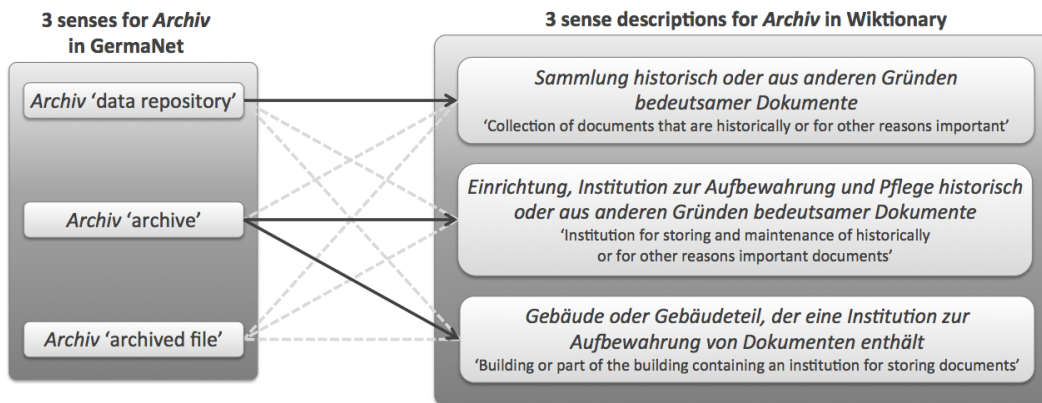 3 senses for Archiv
in GermaNet
Archiv ‘data repository’
Archiv ‘archive’
Archiv ‘archived file’
3 sense descriptions for Archiv in Wiktionary
Sammlung historisch oder aus anderen Gründen
bedeutsamer Dokumente
‘Collection of documents that are historically or for other reasons important’
Einrichtung, Institution zur Aufbewahrung und Pflege historisch
oder aus anderen Gründen bedeutsamer Dokumente
‘Institution for storing and maintenance of historically
or for other reasons important documents’
Gebäude oder Gebäudeteil, der eine Institution zur
Aufbewahrung von Dokumenten enthält
‘Building or part of the building containing an institution for storing documents’